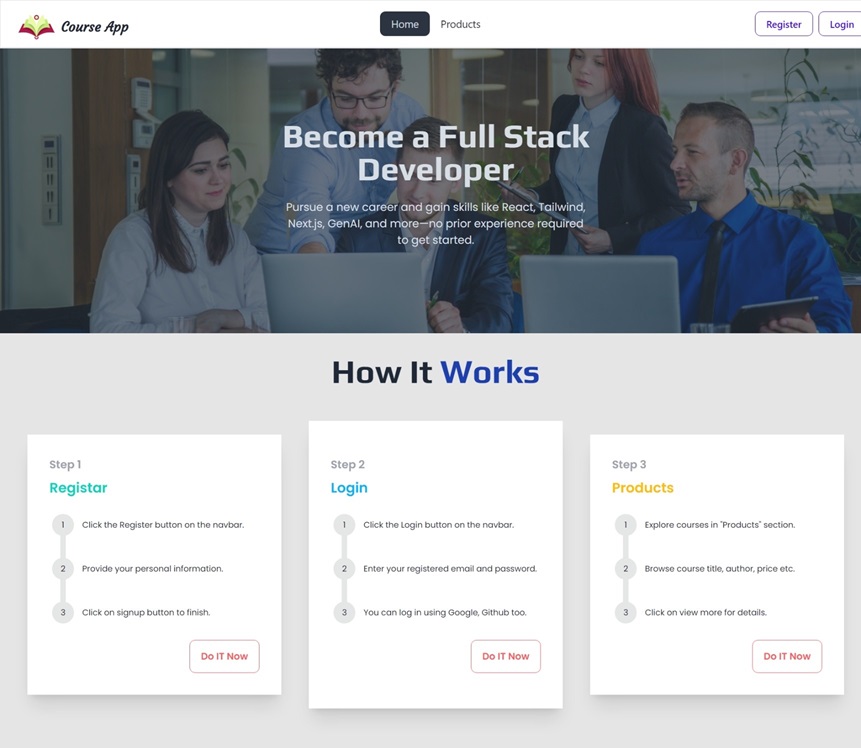 Course App
Home
Products
Register
Login
Become a Full Stack
Developer
Pursue a new career and gain skills like React, Tailwind,
Next.js, GenAI, and more—no prior experience required
to get started.
How It Works
Step 1
Registar
1 Click the Register button on the navbar.
2 Provide your personal information.
3 Click on signup button to finish.
Do IT Now
Step 2
Login
1 Click the Login button on the navbar.
2 Enter your registered email and password.
3 You can log in using Google, Github too.
Do IT Now
Step 3
Products
1 Explore courses in "Products" section.
2 Browse course title, author, price etc.
3 Click on view more for details.
Do IT Now